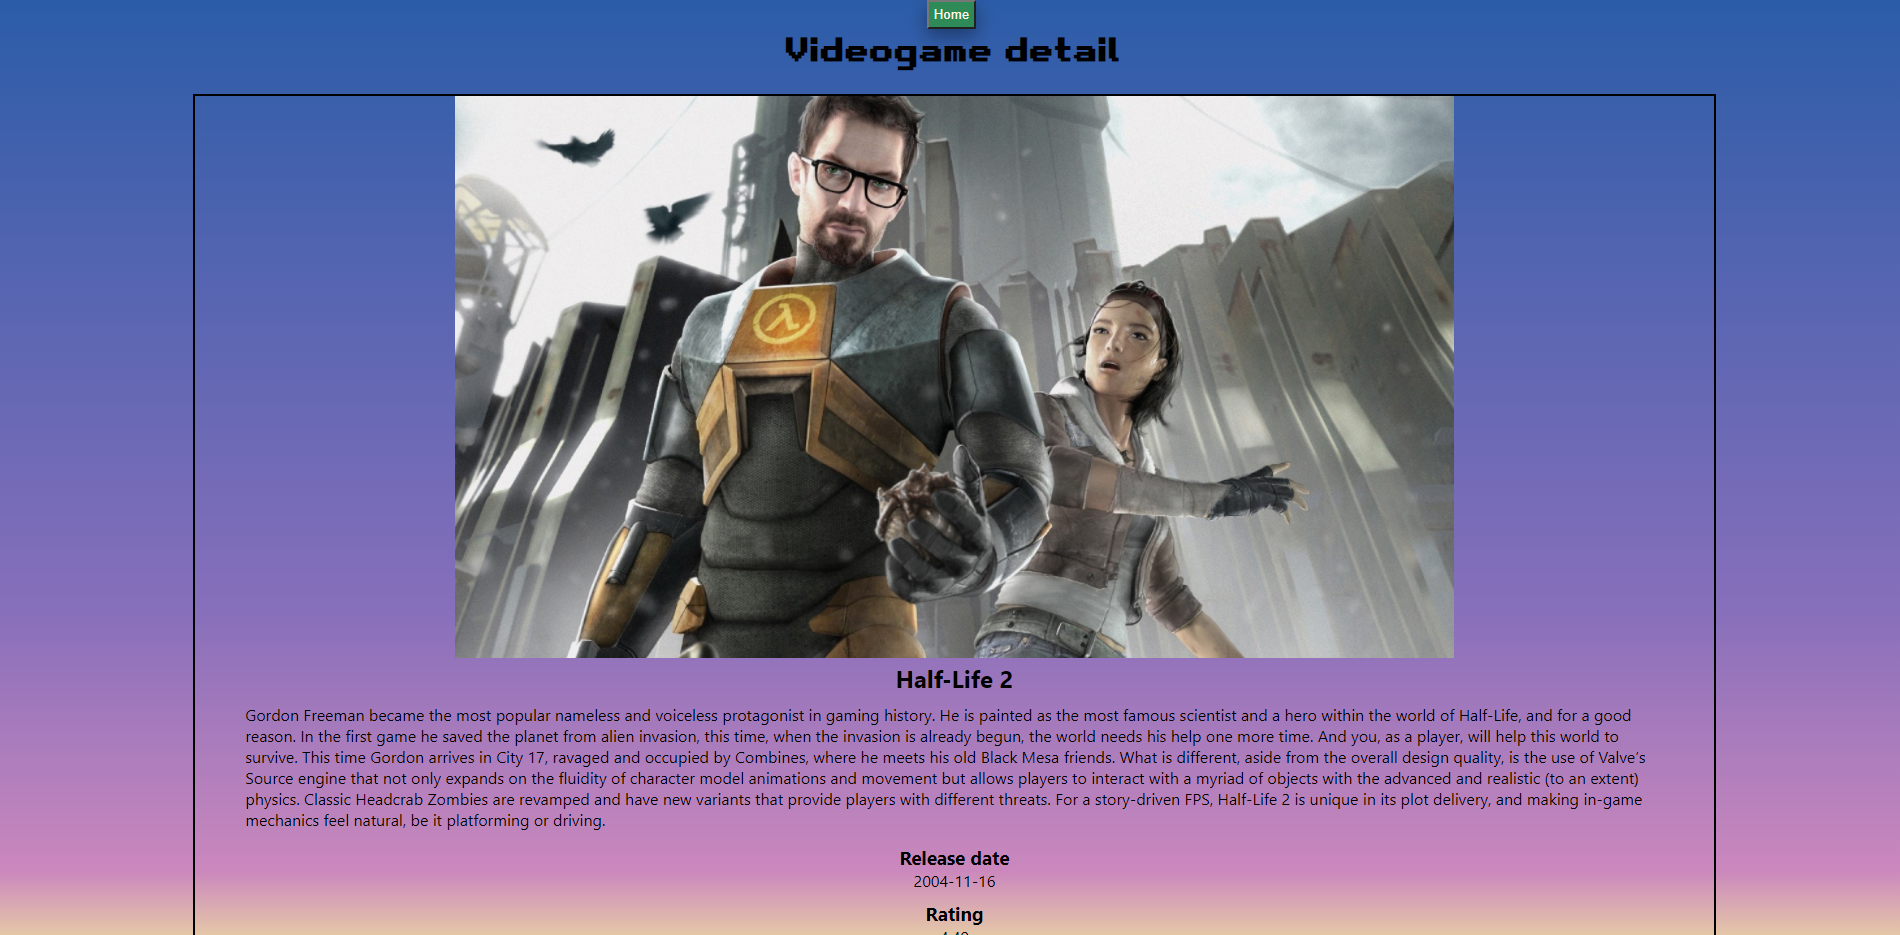 Home
Videogame detail
λ
Half-Life 2
Gordon Freeman became the most popular nameless and voiceless protagonist in gaming history. He is painted as the most famous scientist and a hero within the world of Half-Life, and for a good
reason. In the first game he saved the planet from alien invasion, this time, when the invasion is already begun, the world needs his help one more time. And you, as a player, will help this world to
survive. This time Gordon arrives in City 17, ravaged and occupied by Combines, where he meets his old Black Mesa friends. What is different, aside from the overall design quality, is the use of Valve's
Source engine that not only expands on the fluidity of character model animations and movement but allows players to interact with a myriad of objects with the advanced and realistic (to an extent)
physics. Classic Headcrab Zombies are revamped and have new variants that provide players with different threats. For a story-driven FPS, Half-Life 2 is unique in its plot delivery, and making in-game
mechanics feel natural, be it platforming or driving.
Release date
2004-11-16
Rating